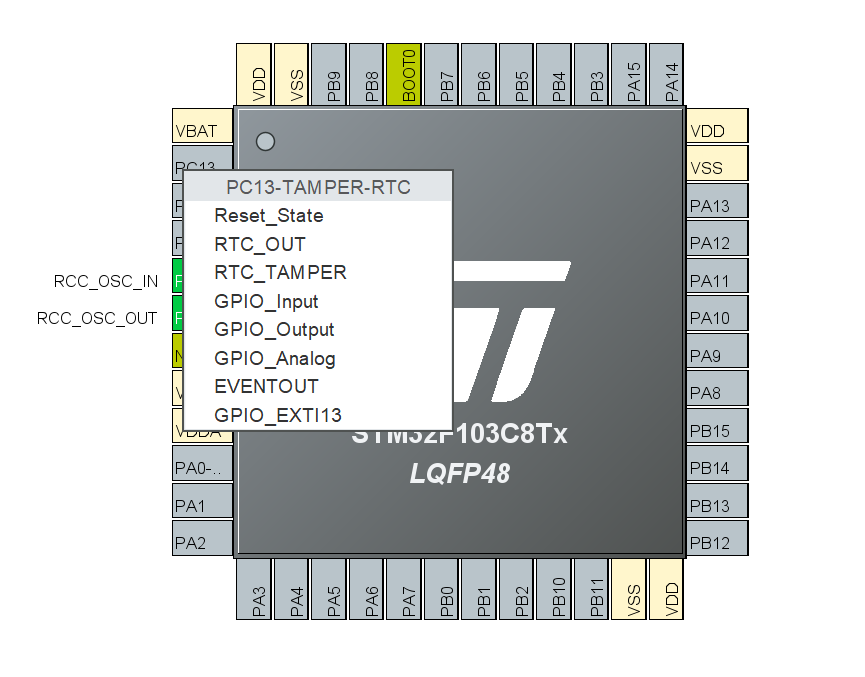 VDD
VSS
PB9
PB8
BOOT0
PB7
PB6
PB5
PB4
PB3
PA15
PA14
VBAT
PC13
PC13-TAMPER-RTC
Reset_State
RTC_OUT
RTC_TAMPER
GPIO_Input
GPIO_Output
GPIO_Analog
EVENTOUT
GPIO_EXTI13
RCC_OSC_IN
RCC_OSC_OUT
VDDA
PA0-..
PA1
PA2
STM32F103C8Tx
LQFP48
VDD
VSS
PA13
PA12
PA11
PA10
PA9
PA8
PB15
PB14
PB13
PB12
PA3
PA4
PA5
PA6
PA7
PB0
PB1
PB2
PB10
PB11
VSS
VDD